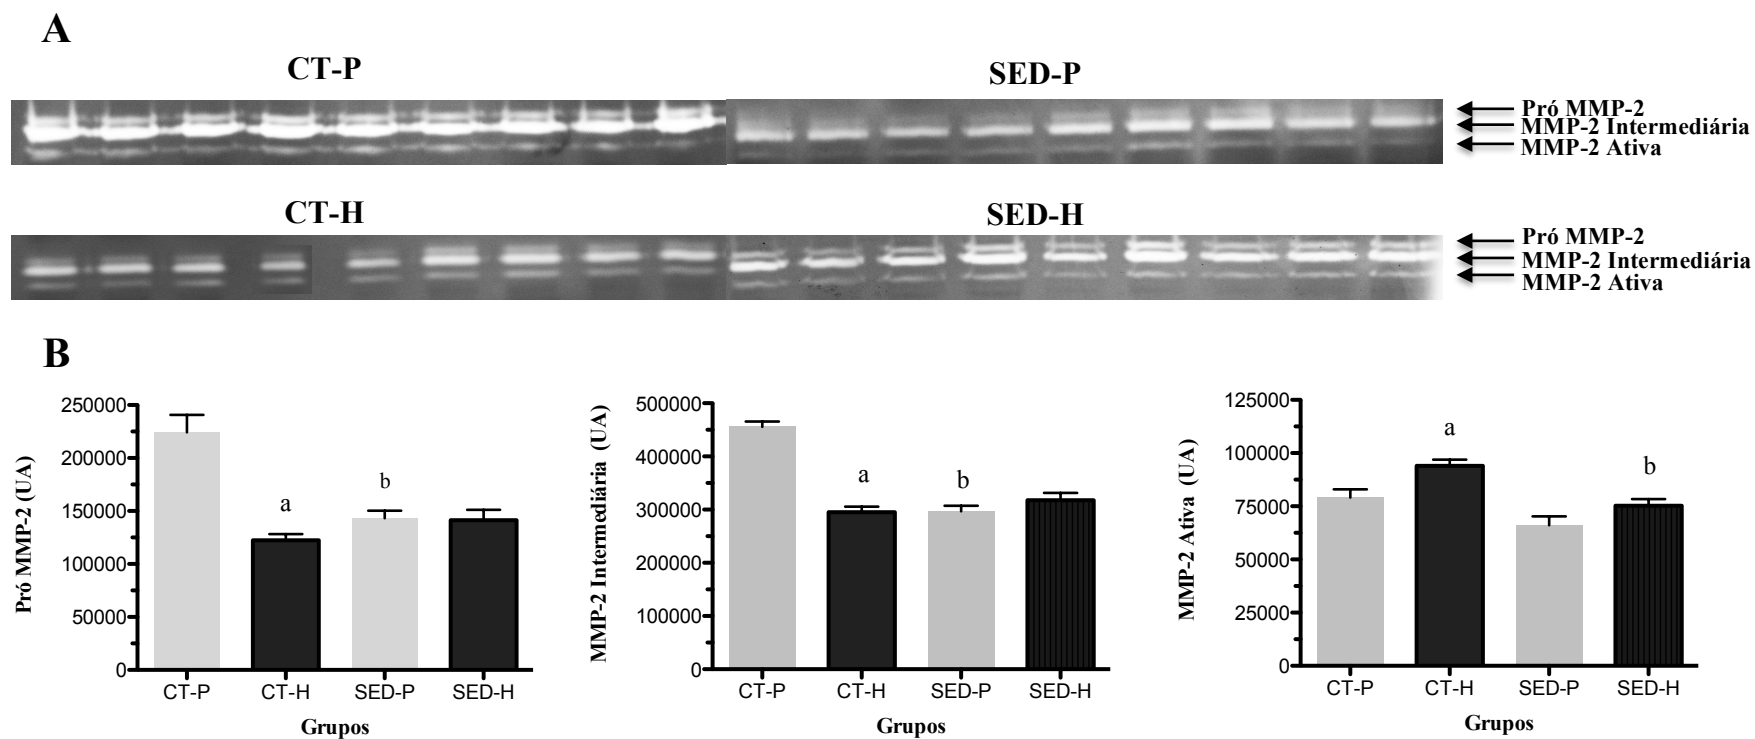 A
CT-P
SED-P
Pró MMP-2
MMP-2 Intermediária
MMP-2 Ativa
CT-H
SED-H
Pró MMP-2
MMP-2 Intermediária
MMP-2 Ativa
B
Pró MMP-2 (UA)
250000
200000
150000
100000
50000
0
a
b
CT-P
CT-H
SED-P
SED-H
Grupos
MMP-2 Intermediária (UA)
500000
400000
300000
200000
100000
0
a
b
CT-P
CT-H
SED-P
SED-H
Grupos
MMP-2 Ativa (UA)
125000
100000
75000
50000
25000
0
a
b
CT-P
CT-H
SED-P
SED-H
Grupos